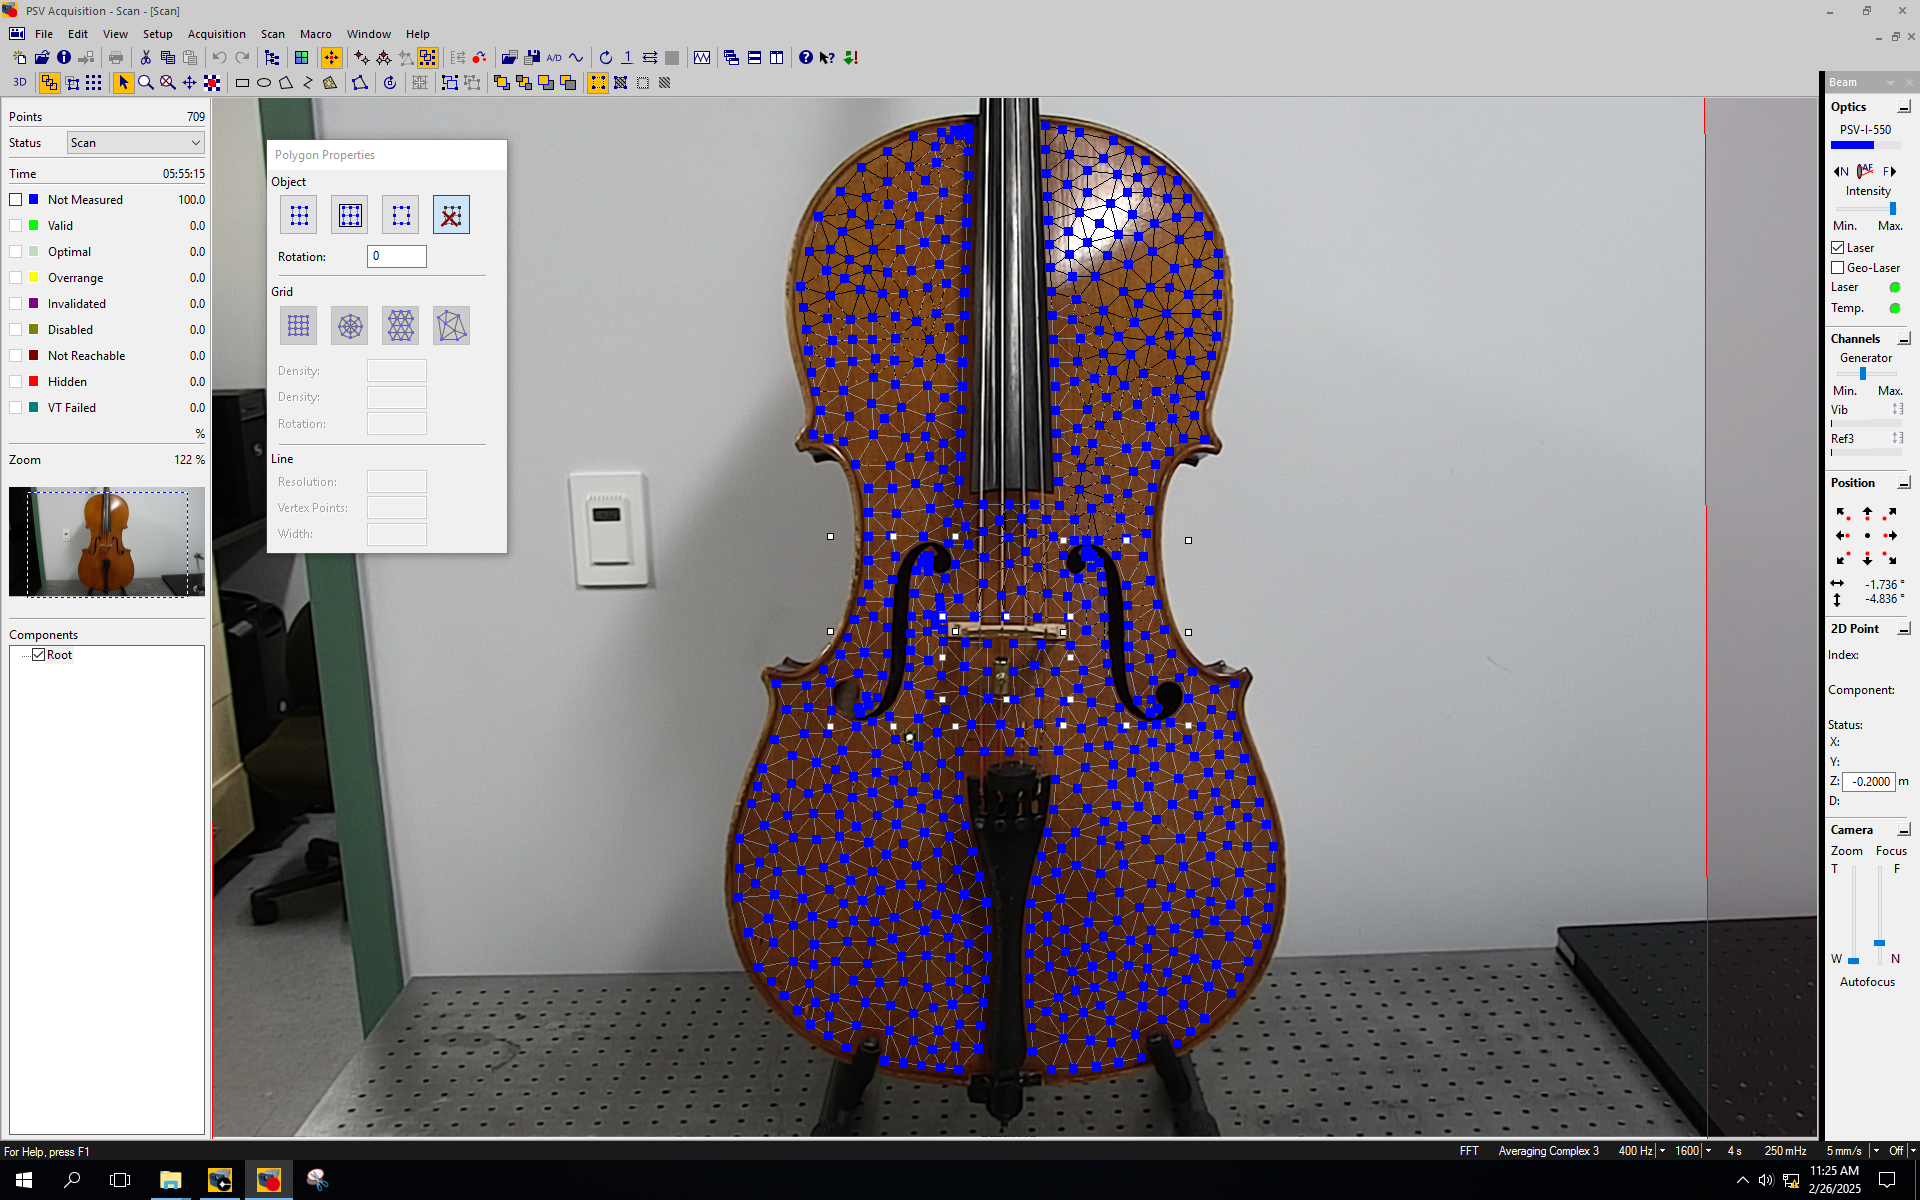 PSV Acquisition - Scan - [Scan]
File Edit View Setup Acquisition Scan Macro Window Help
A/D 1
3D
Points 709
Status Scan
Time 05:55:15
Not Measured 100.0
Valid 0.0
Optimal 0.0
Overrange 0.0
Invalidated 0.0
Disabled 0.0
Not Reachable 0.0
Hidden 0.0
VT Failed 0.0
%
Zoom 122 %
Components
Root
Polygon Properties
Object
Rotation: 0
Grid
Density:
Density:
Rotation:
Line
Resolution:
Vertex Points:
Width:
Beam
Optics
PSV-I-550
N AF F
Intensity
Min. Max.
Laser
Geo-Laser
Laser
Temp.
Channels
Generator
Min. Max.
Vib
Ref3
Position
-1.736 °
-4.836 °
2D Point
Index:
Component:
Status:
X:
Y:
Z: -0.2000 m
D:
Camera
Zoom Focus
T F
W N
Autofocus
For Help, press F1
FFT Averaging Complex 3 400 Hz 1600 4 s 250 mHz 5 mm/s Off
11:25 AM
2/26/2025